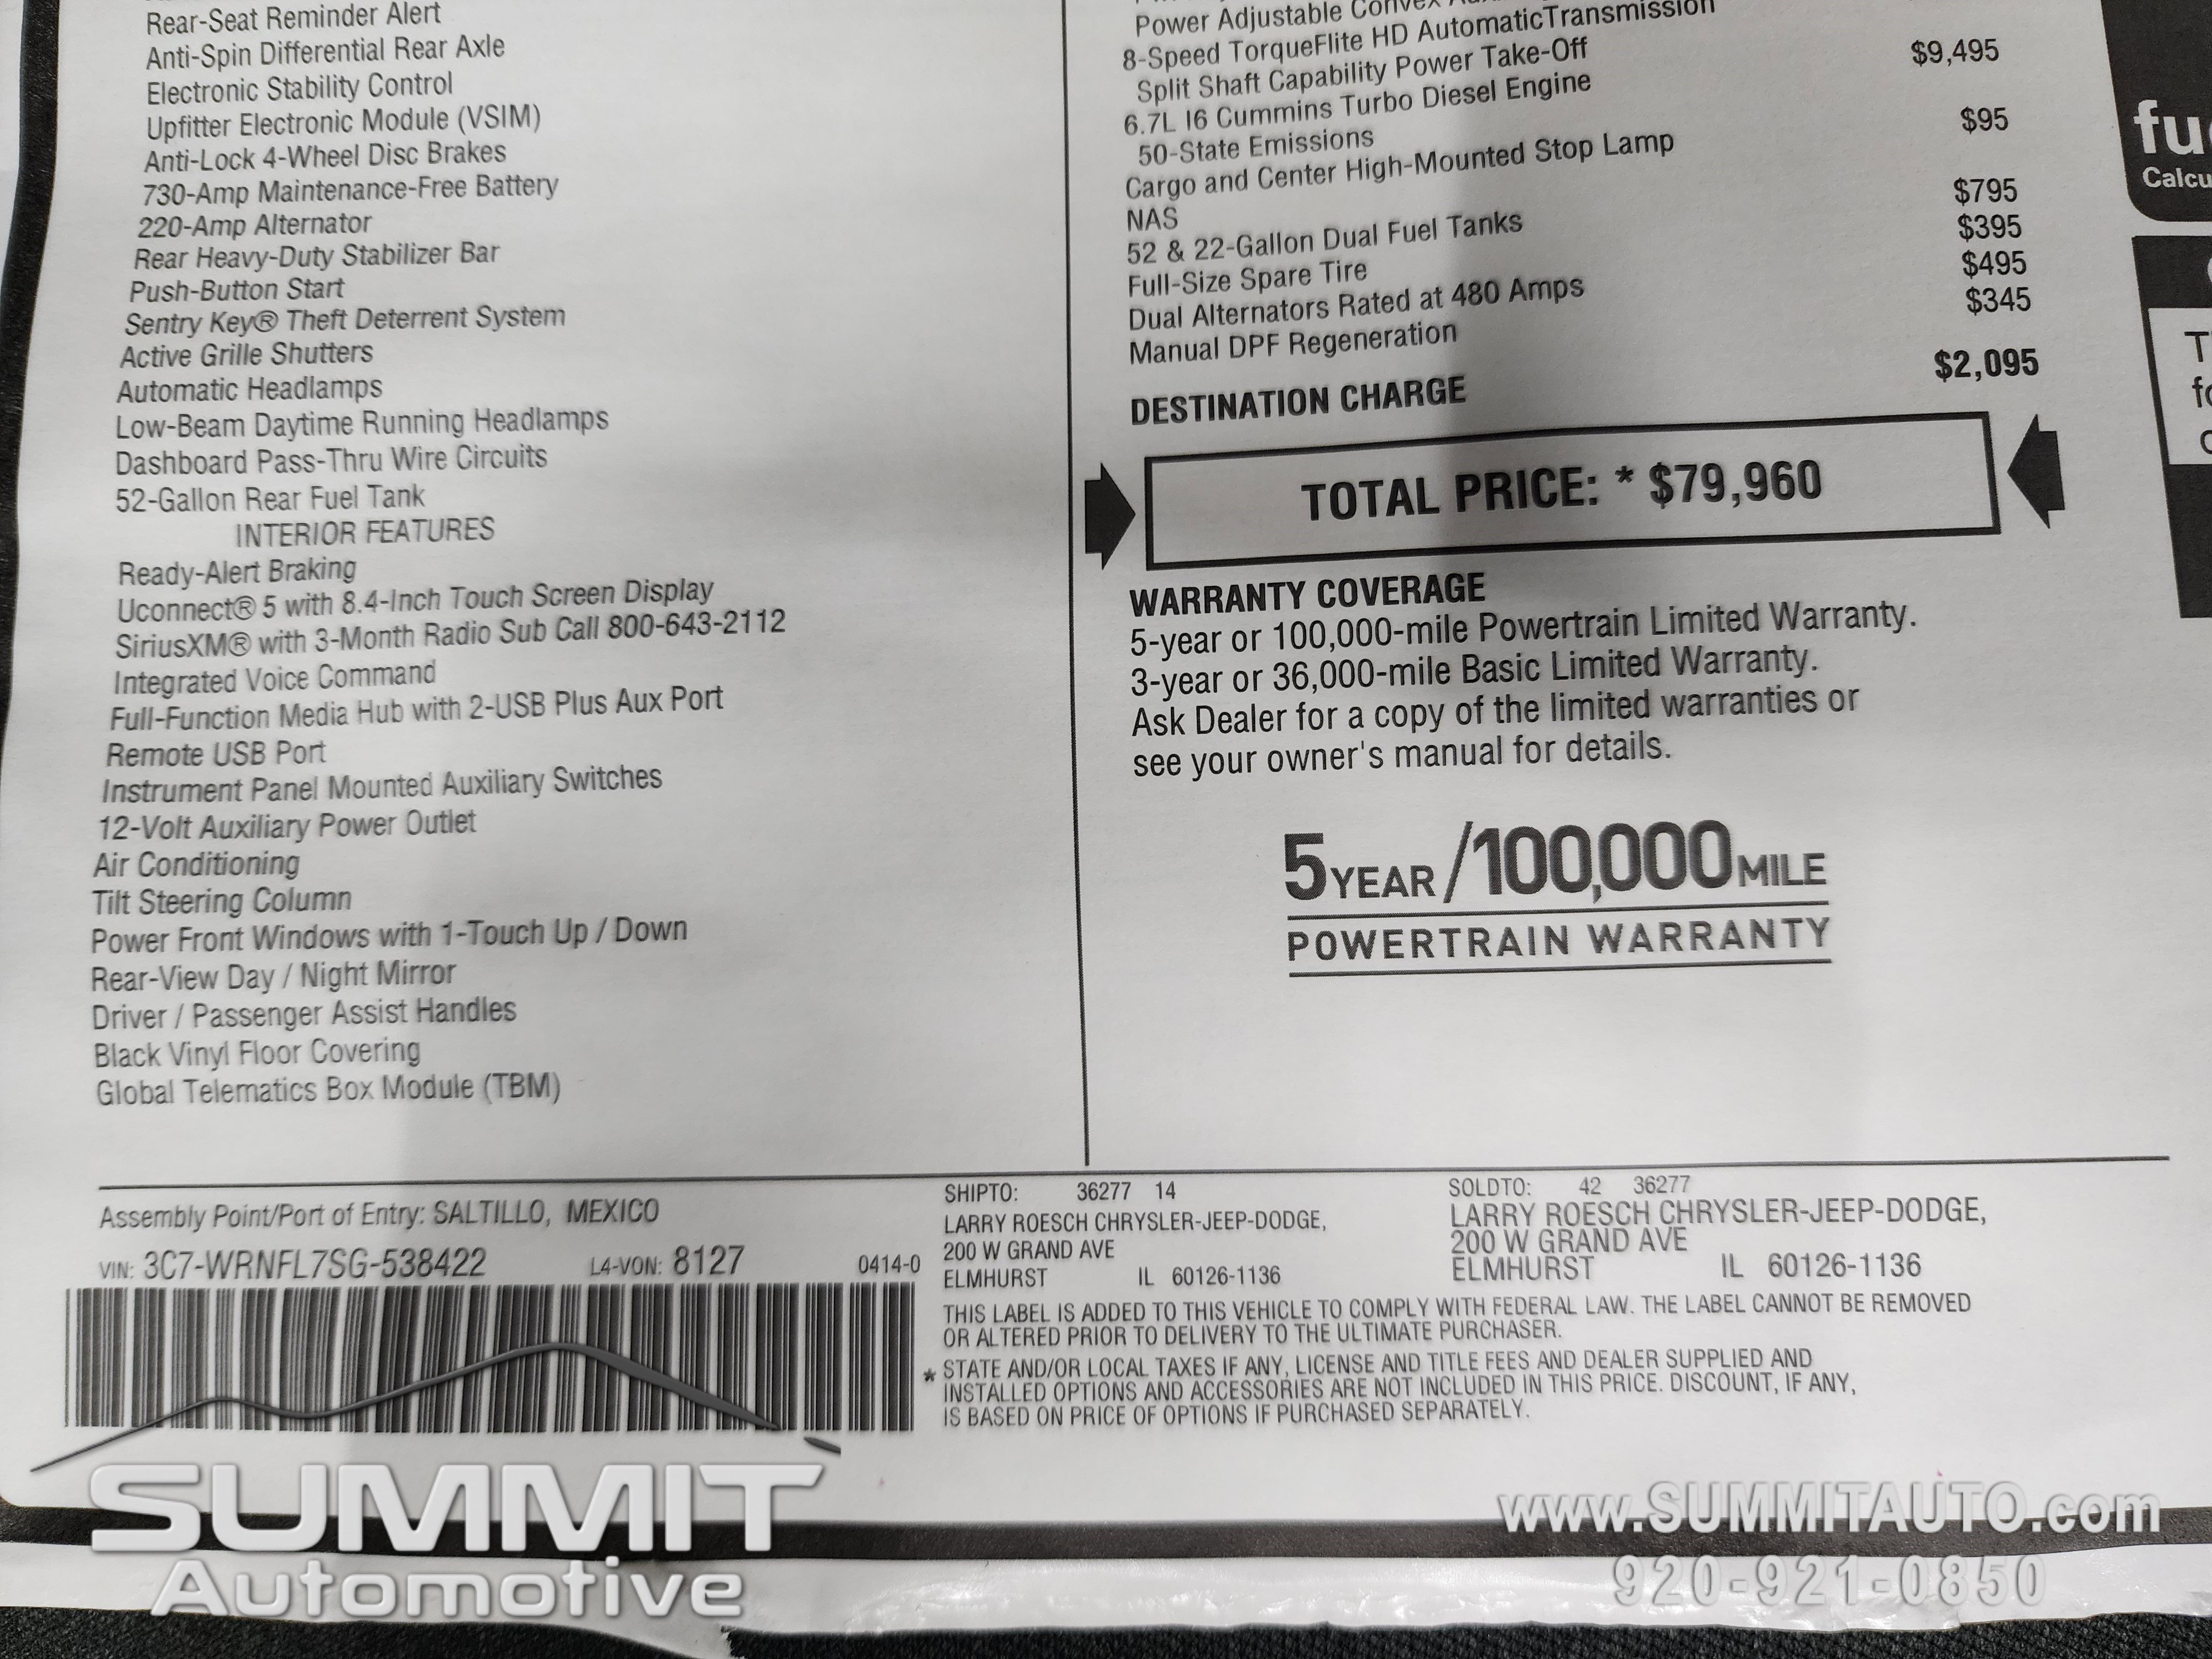 Rear-Seat Reminder Alert
Anti-Spin Differential Rear Axle
Electronic Stability Control
Upfitter Electronic Module (VSIM)
Anti-Lock 4-Wheel Disc Brakes
730-Amp Maintenance-Free Battery
220-Amp Alternator
Rear Heavy-Duty Stabilizer Bar
Push-Button Start
Sentry Key® Theft Deterrent System
Active Grille Shutters
Automatic Headlamps
Low-Beam Daytime Running Headlamps
Dashboard Pass-Thru Wire Circuits
52-Gallon Rear Fuel Tank
INTERIOR FEATURES
Ready-Alert Braking
Uconnect® 5 with 8.4-Inch Touch Screen Display
SiriusXM® with 3-Month Radio Sub Call 800-643-2112
Integrated Voice Command
Full-Function Media Hub with 2-USB Plus Aux Port
Remote USB Port
Instrument Panel Mounted Auxiliary Switches
12-Volt Auxiliary Power Outlet
Air Conditioning
Tilt Steering Column
Power Front Windows with 1-Touch Up / Down
Rear-View Day / Night Mirror
Driver / Passenger Assist Handles
Black Vinyl Floor Covering
Global Telematics Box Module (TBM)
Power Adjustable Convex
8-Speed TorqueFlite HD AutomaticTransmission
Split Shaft Capability Power Take-Off
6.7L I6 Cummins Turbo Diesel Engine $9,495
50-State Emissions
Cargo and Center High-Mounted Stop Lamp $95
NAS
52 & 22-Gallon Dual Fuel Tanks $795
Full-Size Spare Tire $395
Dual Alternators Rated at 480 Amps $495
Manual DPF Regeneration $345
DESTINATION CHARGE $2,095
TOTAL PRICE: * $79,960
WARRANTY COVERAGE
5-year or 100,000-mile Powertrain Limited Warranty.
3-year or 36,000-mile Basic Limited Warranty.
Ask Dealer for a copy of the limited warranties or
see your owner's manual for details.
5 YEAR/100,000 MILE
POWERTRAIN WARRANTY
Assembly Point/Port of Entry: SALTILLO, MEXICO
VIN: 3C7-WRNFL7SG-538422 L4-VON: 8127 0414-0
SHIPTO: 36277 14
LARRY ROESCH CHRYSLER-JEEP-DODGE,
200 W GRAND AVE
ELMHURST IL 60126-1136
SOLDTO: 42 36277
LARRY ROESCH CHRYSLER-JEEP-DODGE,
200 W GRAND AVE
ELMHURST IL 60126-1136
THIS LABEL IS ADDED TO THIS VEHICLE TO COMPLY WITH FEDERAL LAW. THE LABEL CANNOT BE REMOVED
OR ALTERED PRIOR TO DELIVERY TO THE ULTIMATE PURCHASER.
* STATE AND/OR LOCAL TAXES IF ANY, LICENSE AND TITLE FEES AND DEALER SUPPLIED AND
INSTALLED OPTIONS AND ACCESSORIES ARE NOT INCLUDED IN THIS PRICE. DISCOUNT, IF ANY,
IS BASED ON PRICE OF OPTIONS IF PURCHASED SEPARATELY.
Calcu
SUMMIT
Automotive
www.SUMMITAUTO.com
920-921-0850